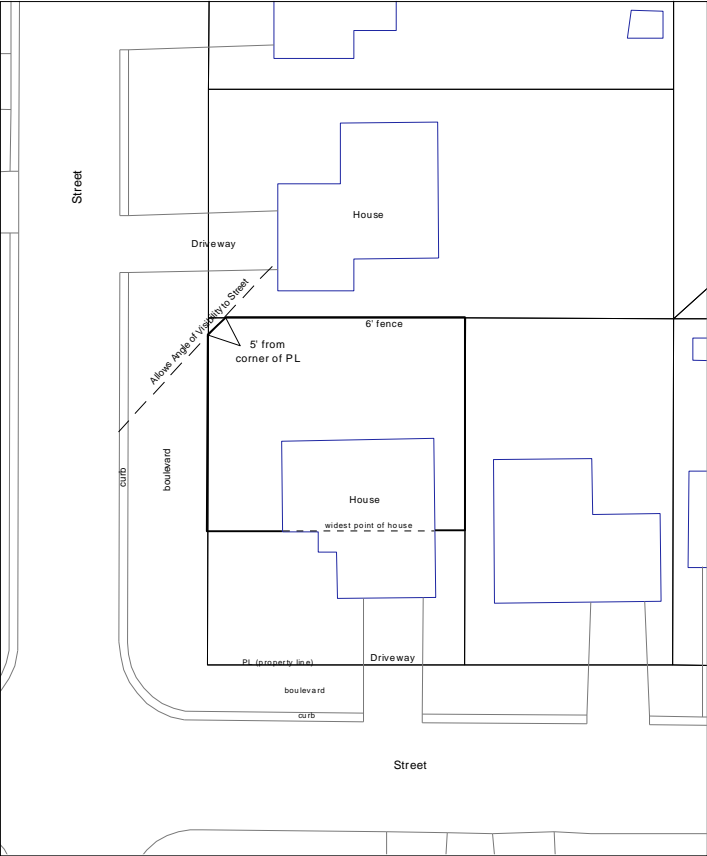 Street
House
Driveway
Allows Angle of Visibility to Street
6' fence
5' from
corner of PL
curb
boulevard
House
widest point of house
PL (property line)
Driveway
boulevard
curb
Street